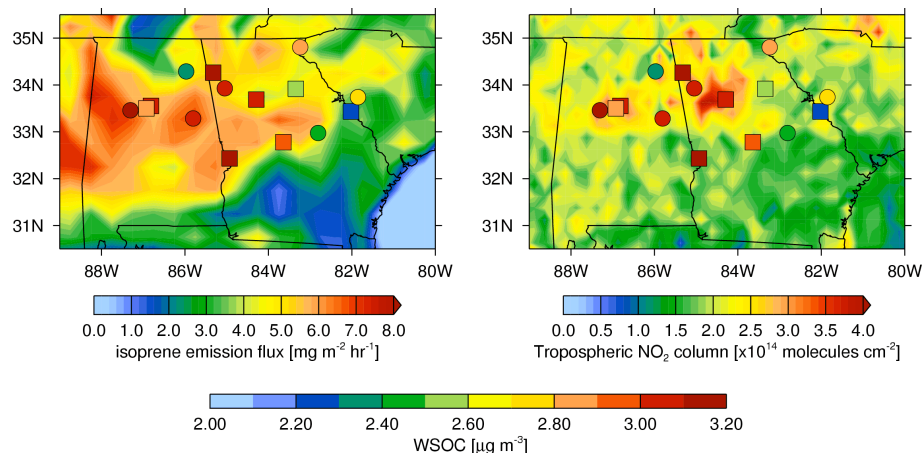 35N
34N
33N
32N
31N
88W 86W 84W 82W 80W
0.0 1.0 2.0 3.0 4.0 5.0 6.0 7.0 8.0
isoprene emission flux [mg m⁻² hr⁻¹]
35N
34N
33N
32N
31N
88W 86W 84W 82W 80W
0.0 0.5 1.0 1.5 2.0 2.5 3.0 3.5 4.0
Tropospheric NO₂ column [x10¹⁴ molecules cm⁻²]
2.00 2.20 2.40 2.60 2.80 3.00 3.20
WSOC [µg m⁻³]